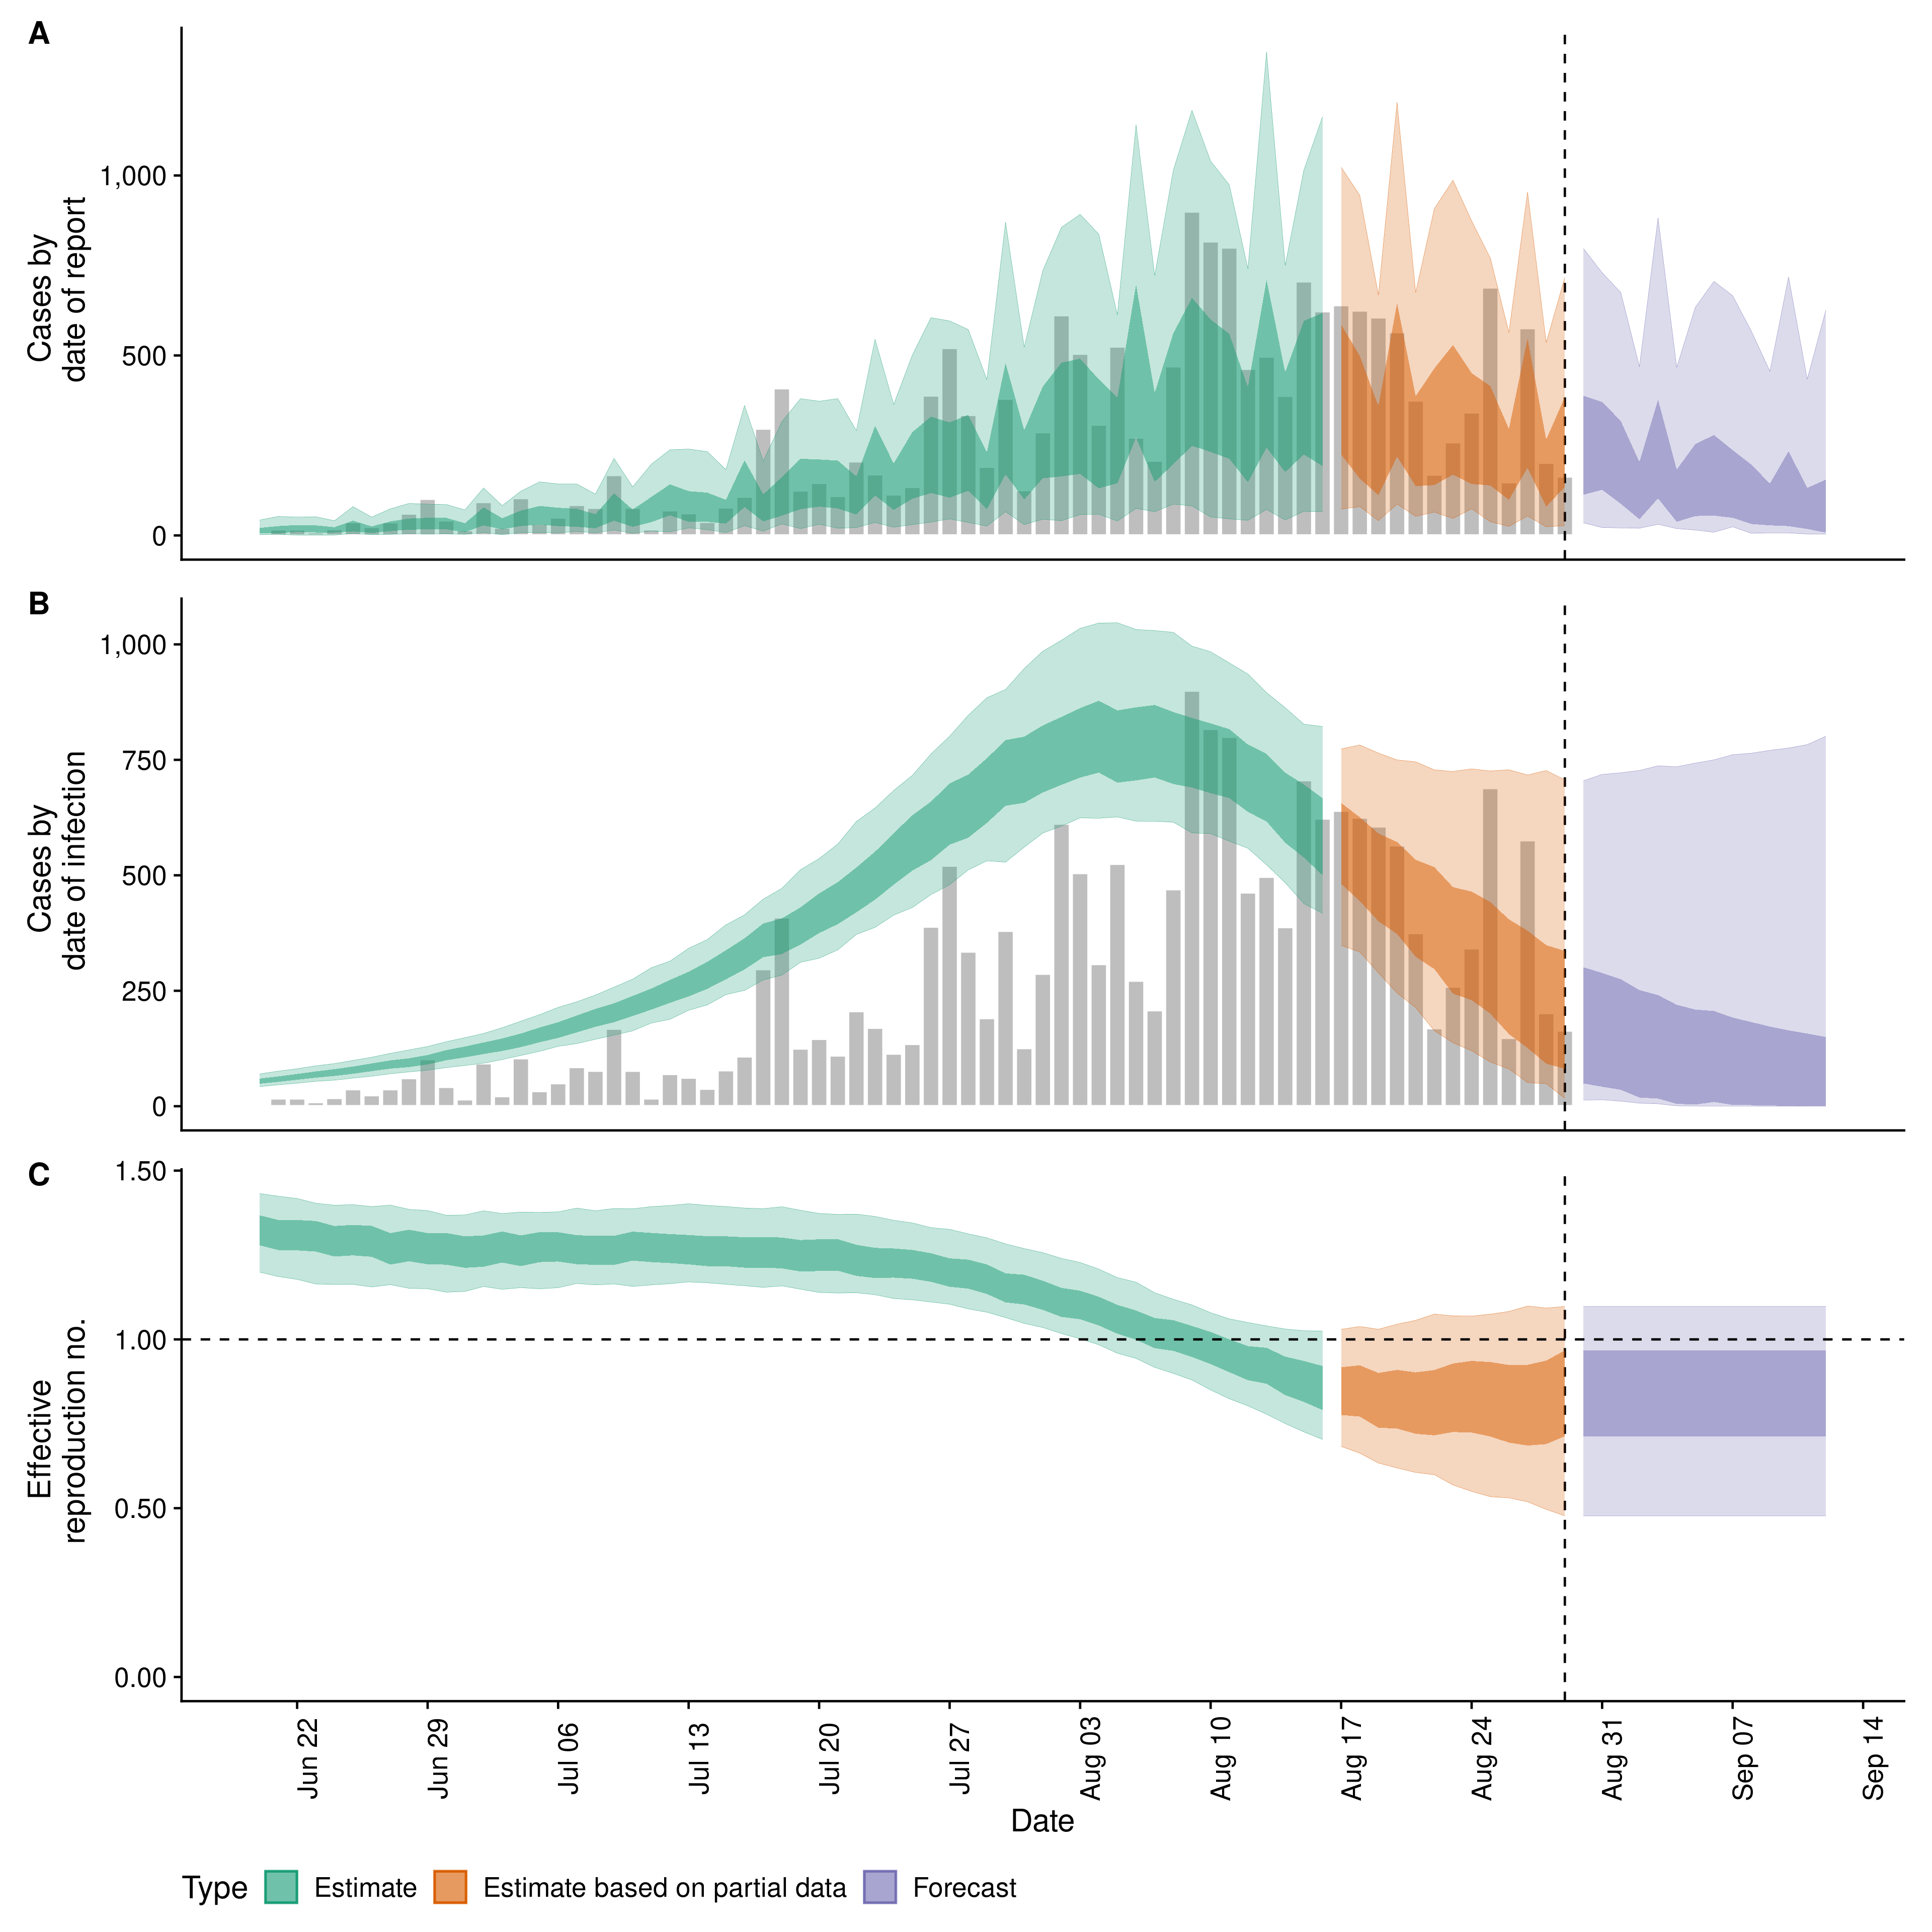 A
Cases by
date of report
1,000
500
0
B
Cases by
date of infection
1,000
750
500
250
0
C
Effective
reproduction no.
1.50
1.00
0.50
0.00
Jun 22
Jun 29
Jul 06
Jul 13
Jul 20
Jul 27
Aug 03
Aug 10
Aug 17
Aug 24
Aug 31
Sep 07
Sep 14
Date
Type Estimate Estimate based on partial data Forecast